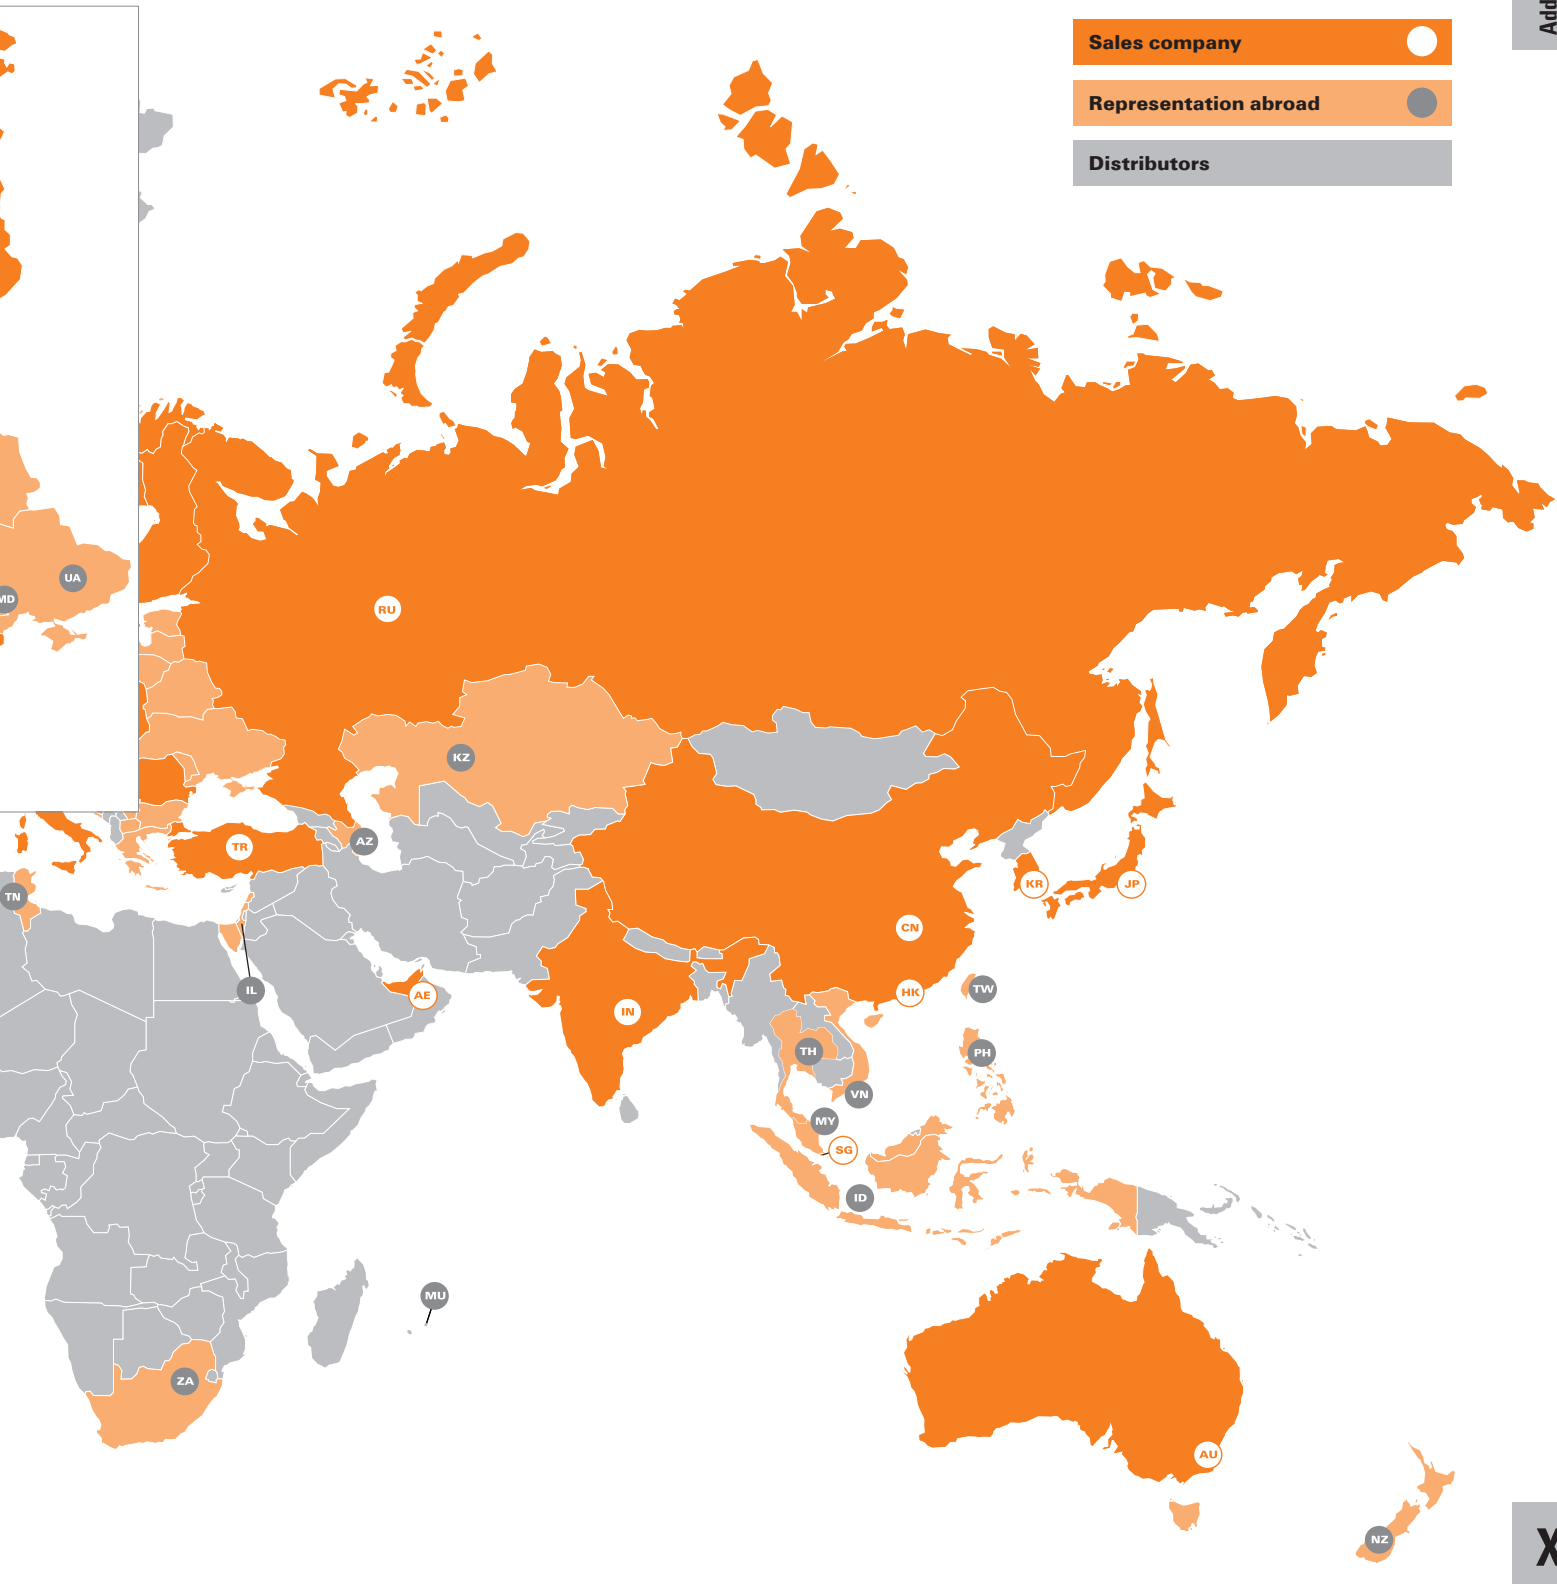 Add
Sales company
Representation abroad
Distributors
UA
MD
RU
KZ
AZ
TR
TN
KR
JP
CN
IL
AE
HK
TW
IN
TH
PH
VN
MY
SG
ID
MU
ZA
AU
NZ
X